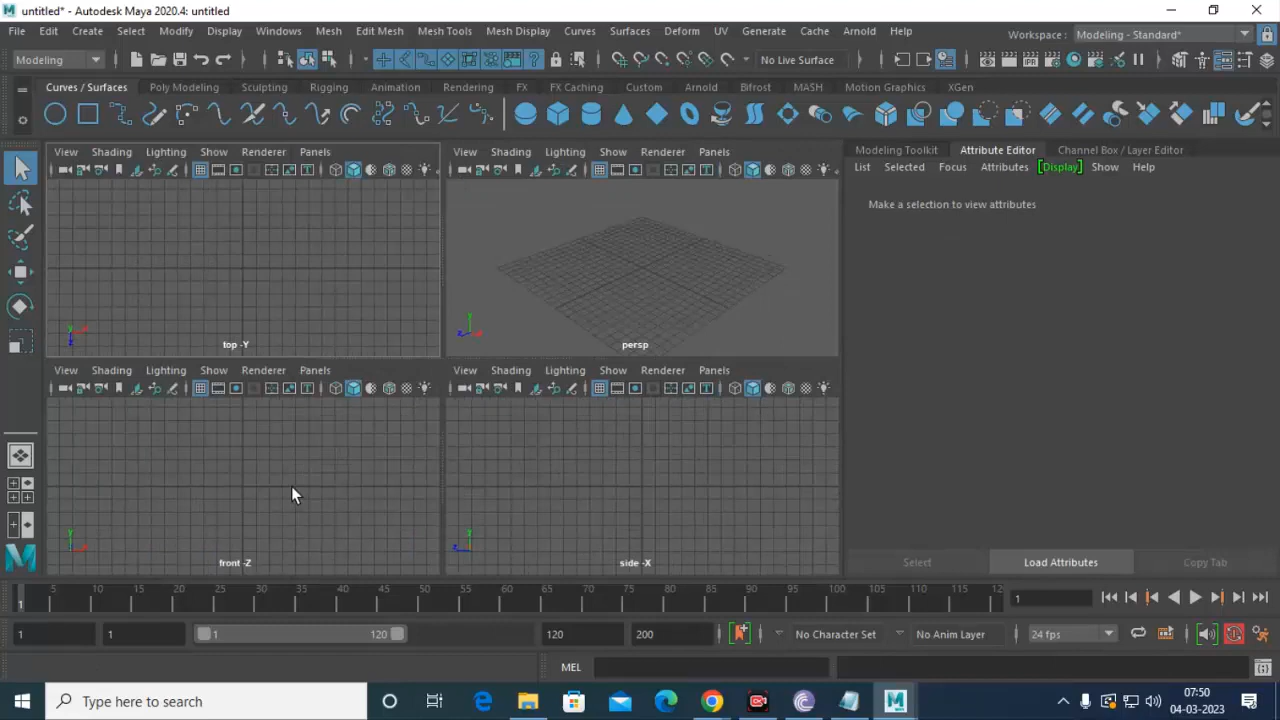 untitled* - Autodesk Maya 2020.4: untitled
File Edit Create Select Modify Display Windows Mesh Edit Mesh Mesh Tools Mesh Display Curves Surfaces Deform UV Generate Cache Arnold Help
Workspace: Modeling - Standard*
Modeling
No Live Surface
Curves / Surfaces Poly Modeling Sculpting Rigging Animation Rendering FX FX Caching Custom Arnold Bifrost MASH Motion Graphics XGen
View Shading Lighting Show Renderer Panels
View Shading Lighting Show Renderer Panels
top -Y
persp
View Shading Lighting Show Renderer Panels
View Shading Lighting Show Renderer Panels
front -Z
side -X
Modeling Toolkit Attribute Editor Channel Box / Layer Editor
List Selected Focus Attributes [Display] Show Help
Make a selection to view attributes
Select Load Attributes Copy Tab
5 10 15 20 25 30 35 40 45 50 55 60 65 70 75 80 85 90 95 100 105 110 115 12
1
1
1 1 1 120 120 200 No Character Set No Anim Layer 24 fps
MEL
Type here to search
07:50
04-03-2023